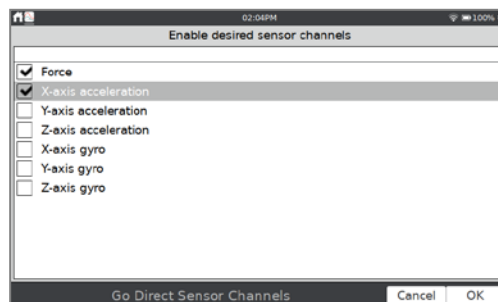 02:04PM
100%
Enable desired sensor channels
Force
X-axis acceleration
Y-axis acceleration
Z-axis acceleration
X-axis gyro
Y-axis gyro
Z-axis gyro
Go Direct Sensor Channels
Cancel
OK